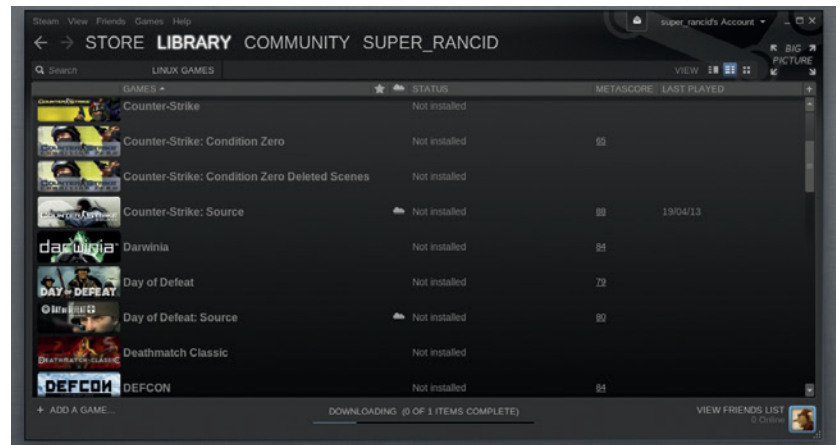 Steam View Friends Games Help
super_rancid's Account
STORE LIBRARY COMMUNITY SUPER_RANCID
BIG PICTURE
Search LINUX GAMES VIEW
GAMES STATUS METASCORE LAST PLAYED
Counter-Strike Not installed
Counter-Strike: Condition Zero Not installed 65
Counter-Strike: Condition Zero Deleted Scenes Not installed
Counter-Strike: Source Not installed 88 19/04/13
darwinia Darwinia Not installed 84
DAY OF DEFEAT Day of Defeat Not installed 79
Day of Defeat: Source Not installed 80
DEATHMATCH CLASSIC Deathmatch Classic Not installed
DEFCON DEFCON Not installed 84
+ ADD A GAME... DOWNLOADING (0 OF 1 ITEMS COMPLETE) VIEW FRIENDS LIST
0 Online